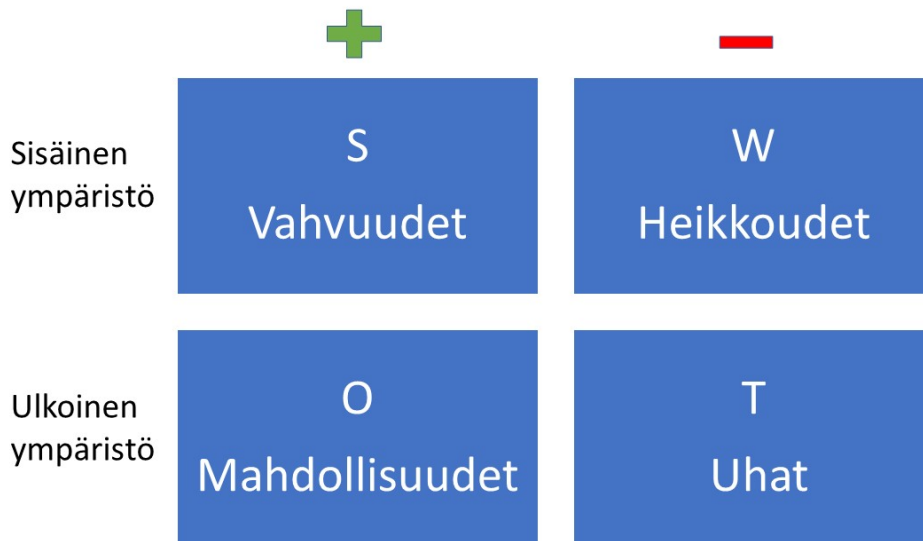 Sisäinen
ympäristö
S
Vahvuudet
W
Heikkoudet
Ulkoinen
ympäristö
O
Mahdollisuudet
T
Uhat